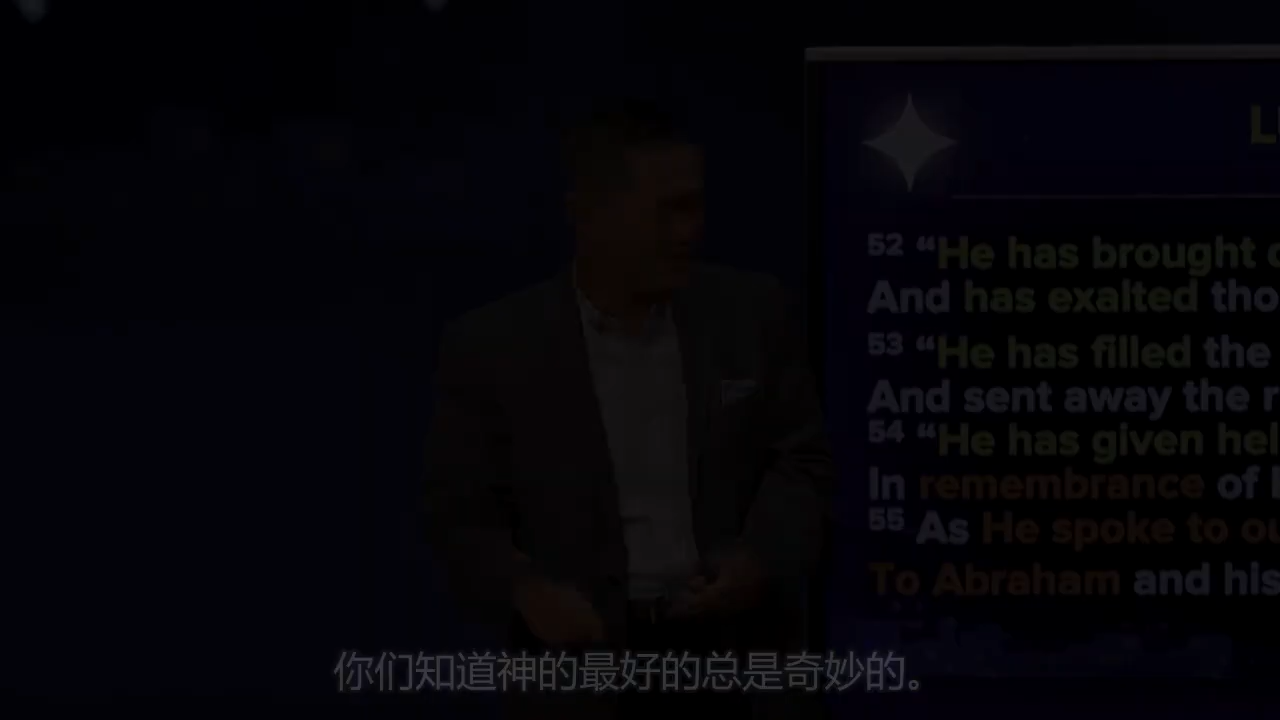 L
52 “He has brought
And has exalted tho
53 “He has filled the
And sent away the r
54 “He has given hel
In remembrance of
55 As He spoke to ou
To Abraham and his
你们知道神的最好的总是奇妙的。